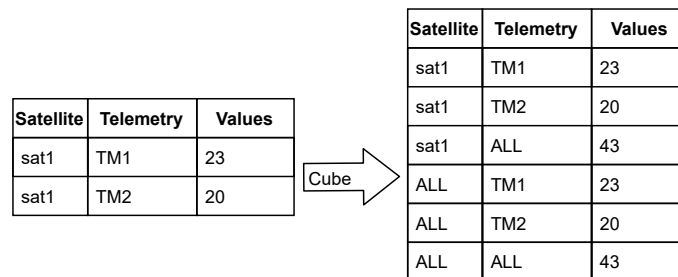 Satellite Telemetry Values
sat1 TM1 23
sat1 TM2 20
Cube
Satellite Telemetry Values
sat1 TM1 23
sat1 TM2 20
sat1 ALL 43
ALL TM1 23
ALL TM2 20
ALL ALL 43